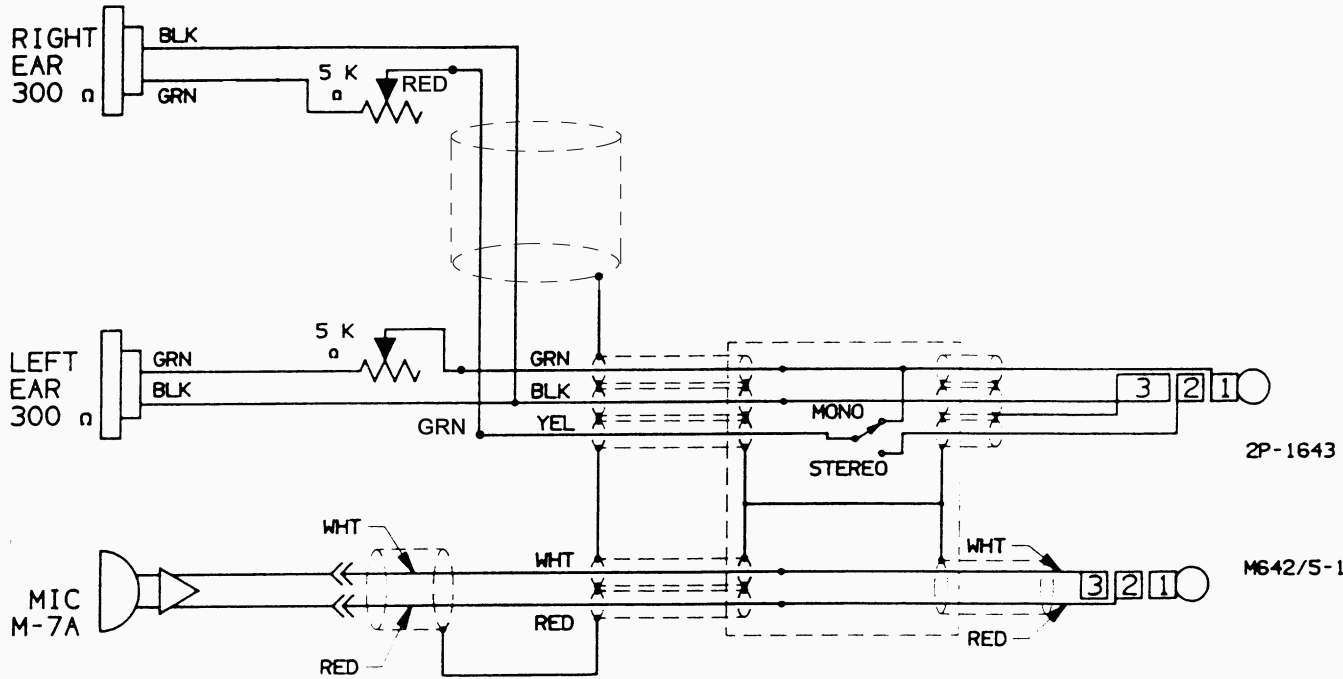 RIGHT
EAR
300 Ω
BLK
GRN
5 K
Ω
RED
LEFT
EAR
300 Ω
GRN
BLK
5 K
Ω
GRN
BLK
YEL
GRN
MONO
STEREO
3 2 1
2P-1643
MIC
M-7A
WHT
RED
WHT
RED
WHT
RED
3 2 1
M642/5-1